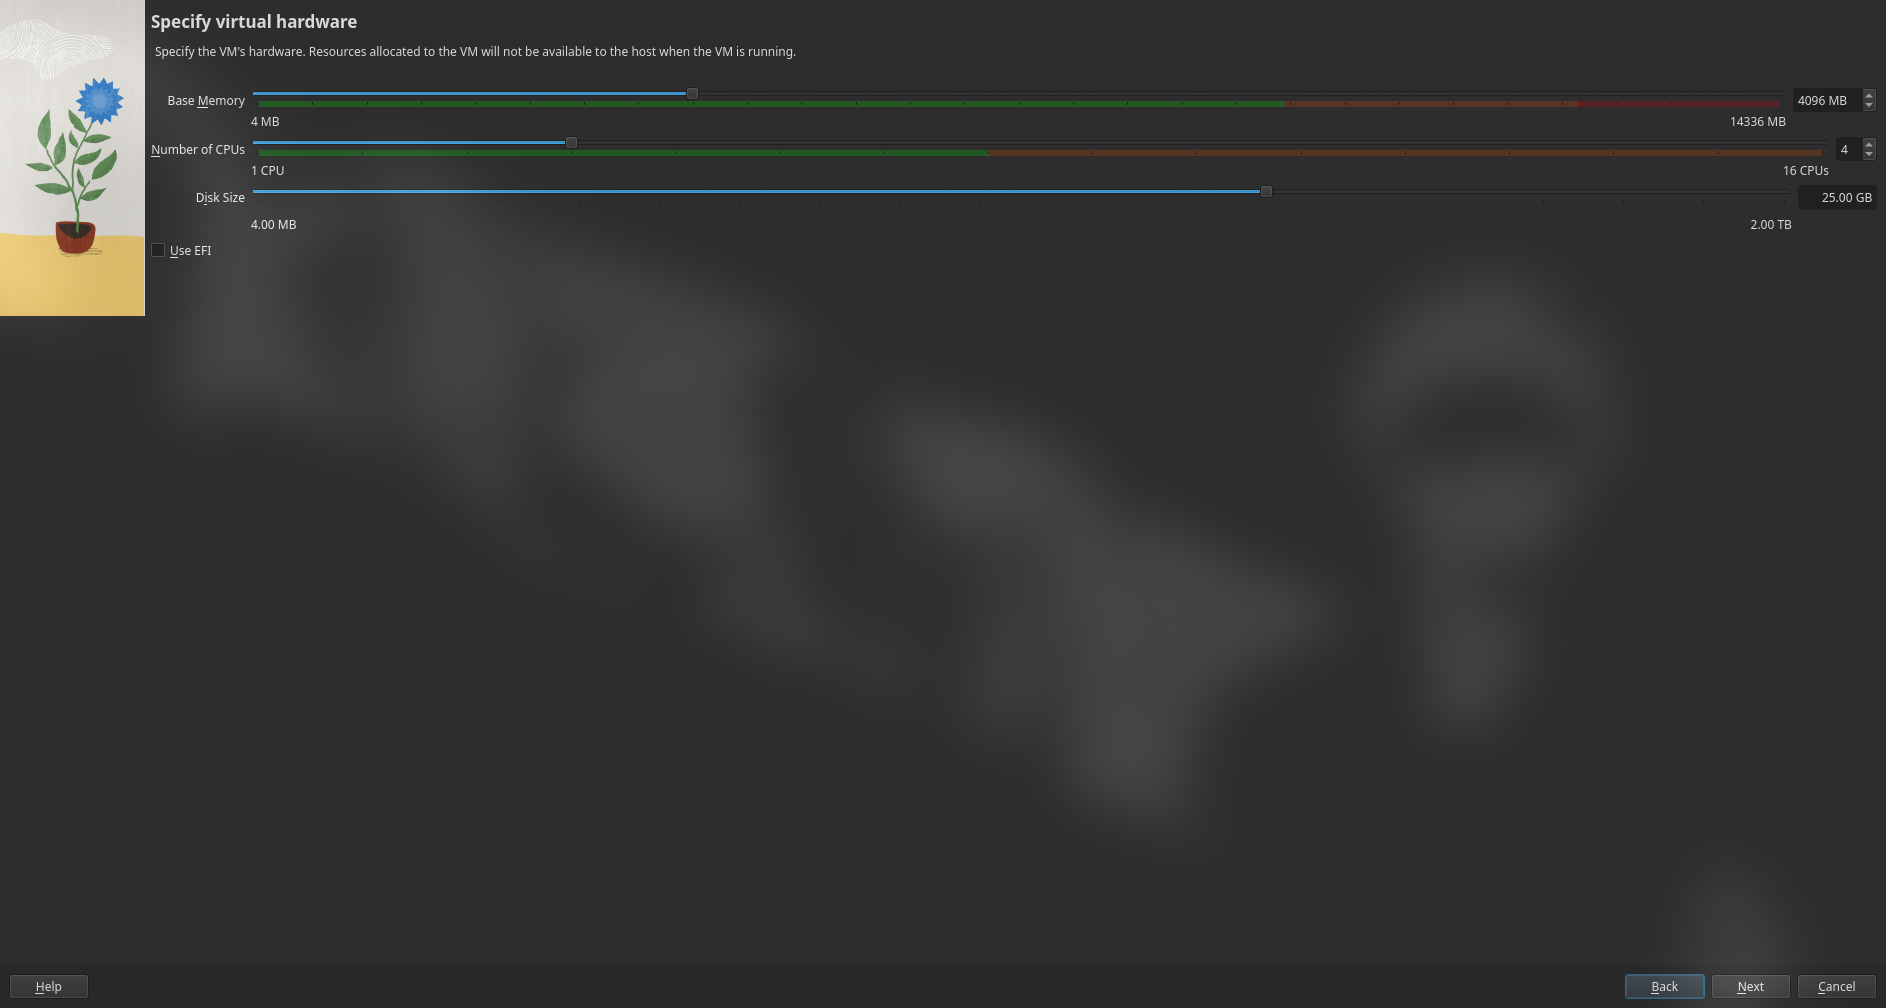 Specify virtual hardware
Specify the VM's hardware. Resources allocated to the VM will not be available to the host when the VM is running.
Base Memory 4096 MB
4 MB 14336 MB
Number of CPUs 4
1 CPU 16 CPUs
Disk Size 25.00 GB
4.00 MB 2.00 TB
Use EFI
Help Back Next Cancel